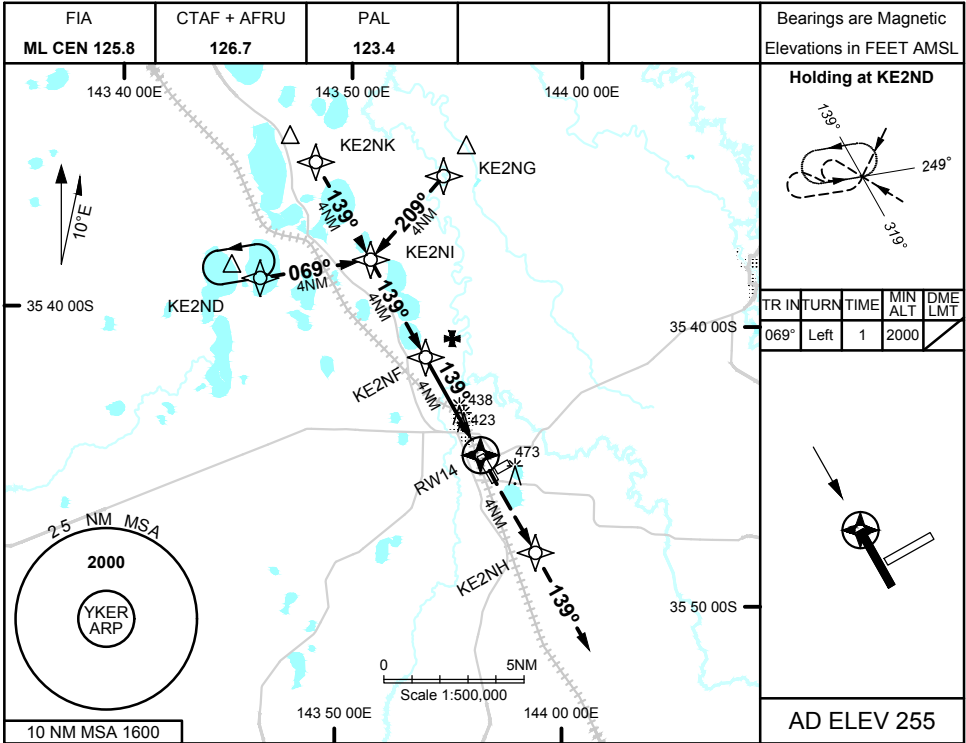 FIA
ML CEN 125.8
CTAF + AFRU
126.7
PAL
123.4
Bearings are Magnetic
Elevations in FEET AMSL
143 40 00E
143 50 00E
144 00 00E
10°E
KE2NK
KE2NG
139°
4NM
209°
4NM
KE2NI
069°
4NM
KE2ND
139°
4NM
35 40 00S
35 40 00S
KE2NF
139°
4NM
438
423
473
RW14
4NM
KE2NH
139°
35 50 00S
25 NM MSA
2000
YKER
ARP
0
5NM
Scale 1:500,000
143 50 00E
144 00 00E
10 NM MSA 1600
Holding at KE2ND
139°
249°
319°
TR IN TURN TIME MIN ALT DME LMT
069° Left 1 2000
AD ELEV 255